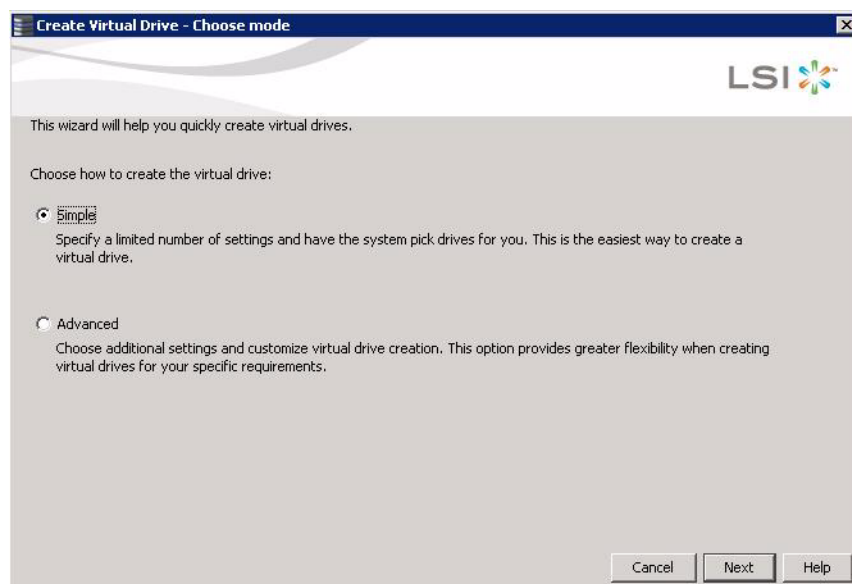 Create Virtual Drive - Choose mode
LSI
This wizard will help you quickly create virtual drives.
Choose how to create the virtual drive:
Simple
Specify a limited number of settings and have the system pick drives for you. This is the easiest way to create a
virtual drive.
Advanced
Choose additional settings and customize virtual drive creation. This option provides greater flexibility when creating
virtual drives for your specific requirements.
Cancel Next Help